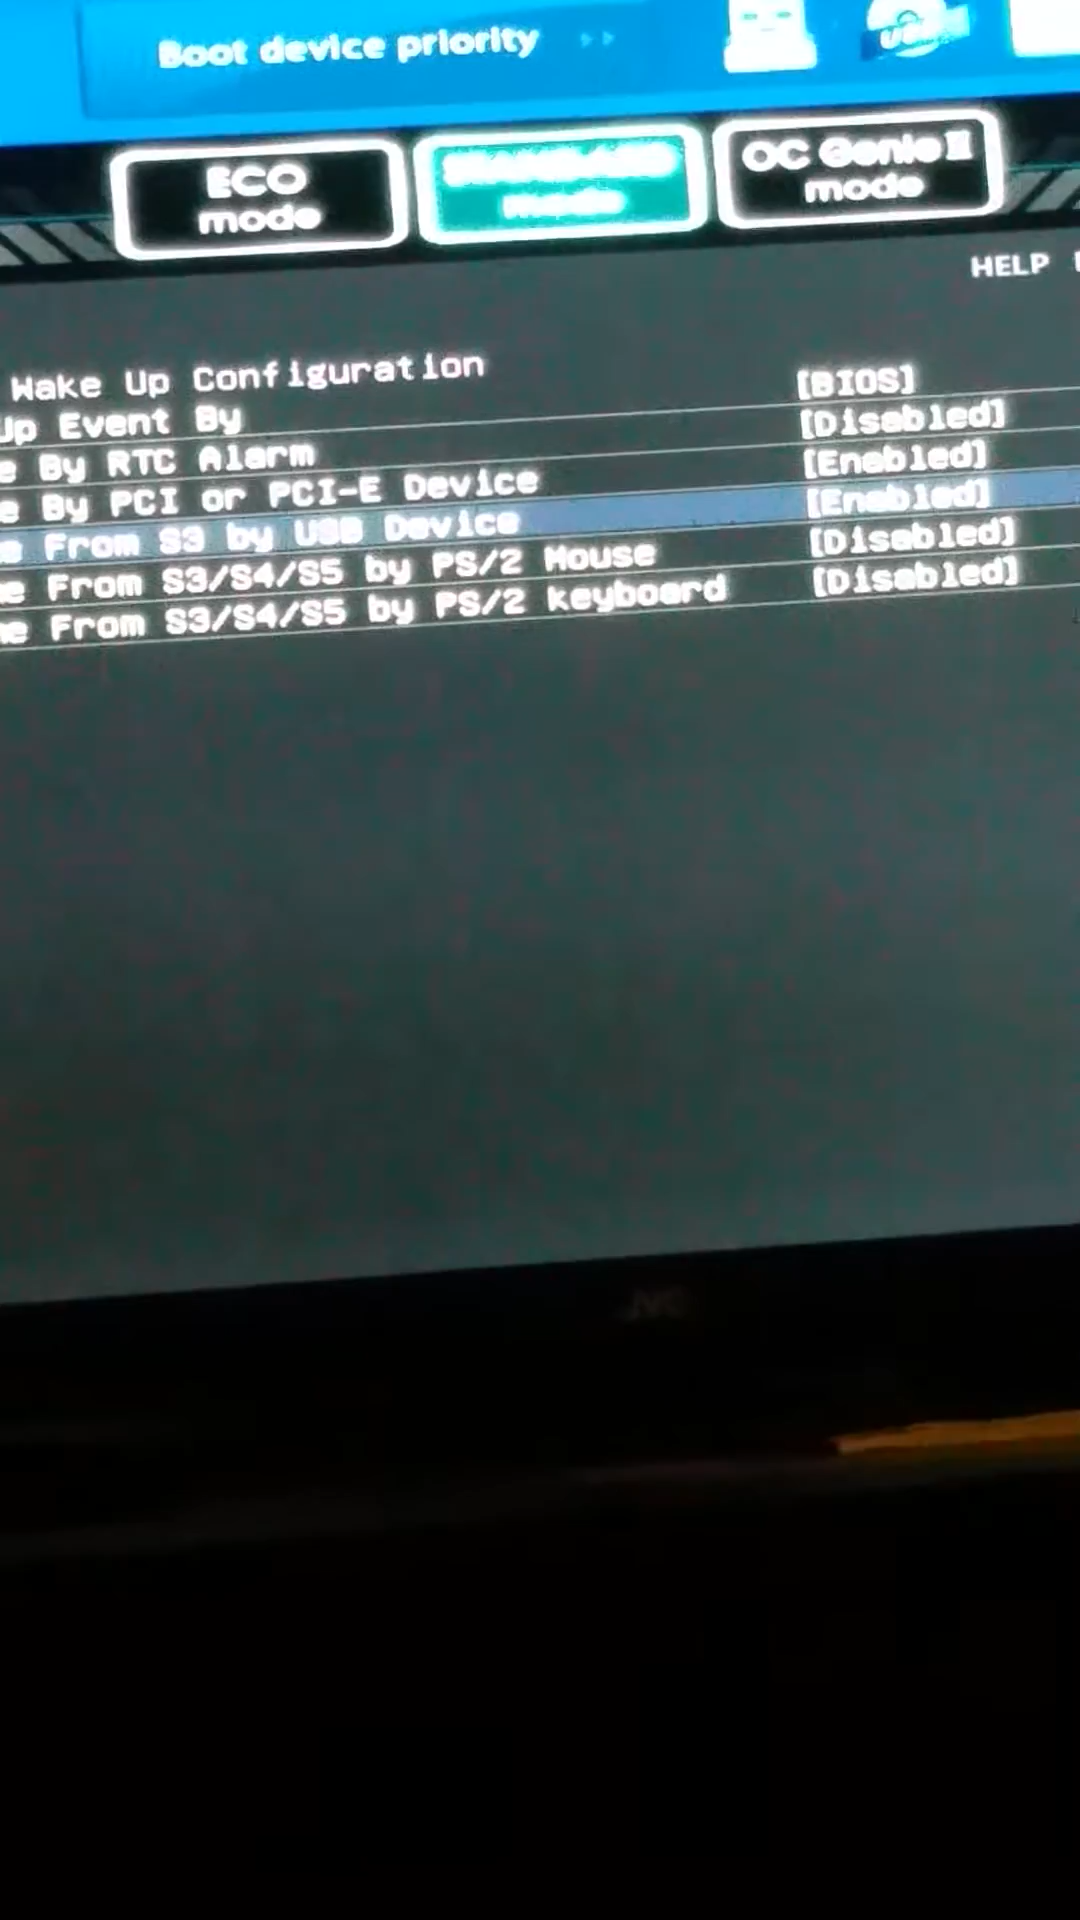 Boot device priority
ECO
mode
mode
OC Genie II
mode
HELP
Wake Up Configuration
Up Event By [BIOS]
e By RTC Alarm [Disabled]
e By PCI or PCI-E Device [Enabled]
e From S3 by USB Device [Enabled]
e From S3/S4/S5 by PS/2 Mouse [Disabled]
e From S3/S4/S5 by PS/2 keyboard [Disabled]
JVC